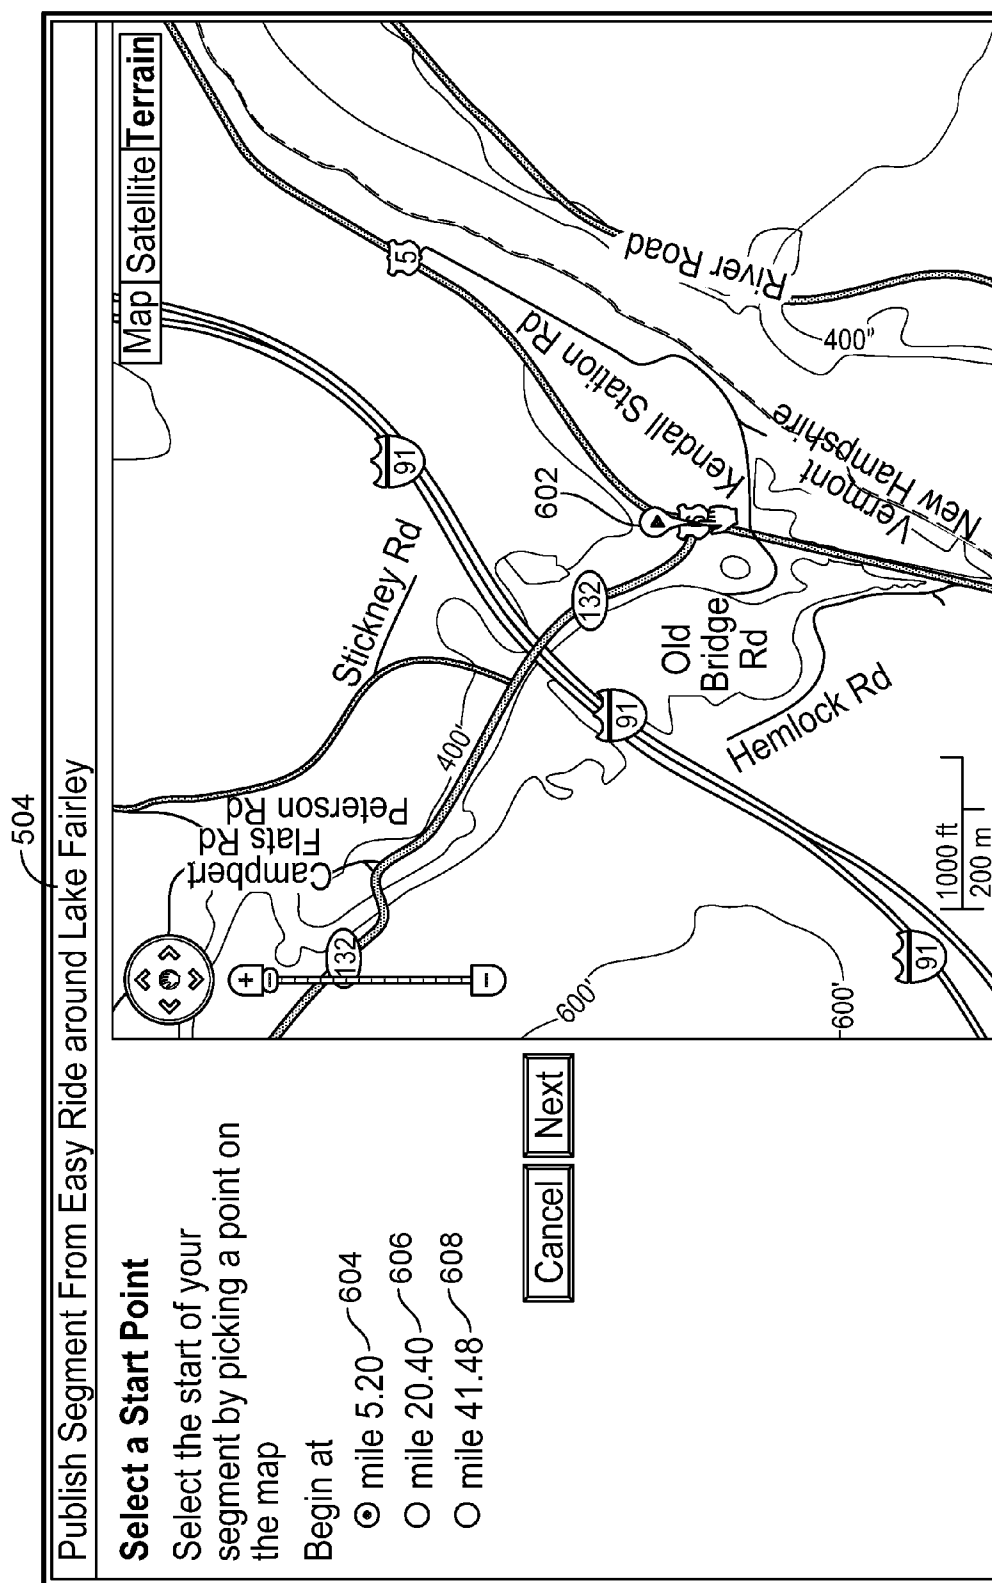 504
Publish Segment From Easy Ride around Lake Fairley
Select a Start Point
Select the start of your
segment by picking a point on
the map
Begin at
mile 5.20
604
mile 20.40
606
mile 41.48
608
Cancel
Next
Map
Satellite
Terrain
+
−
−
132
Campbert
Flats Rd
Peterson Rd
Stickney Rd
400'
91
5
602
Kendall Station Rd
River Road
132
Old
Bridge
Rd
91
Hemlock Rd
Vermont
New Hampshire
400"
600'
600'
91
1000 ft
200 m